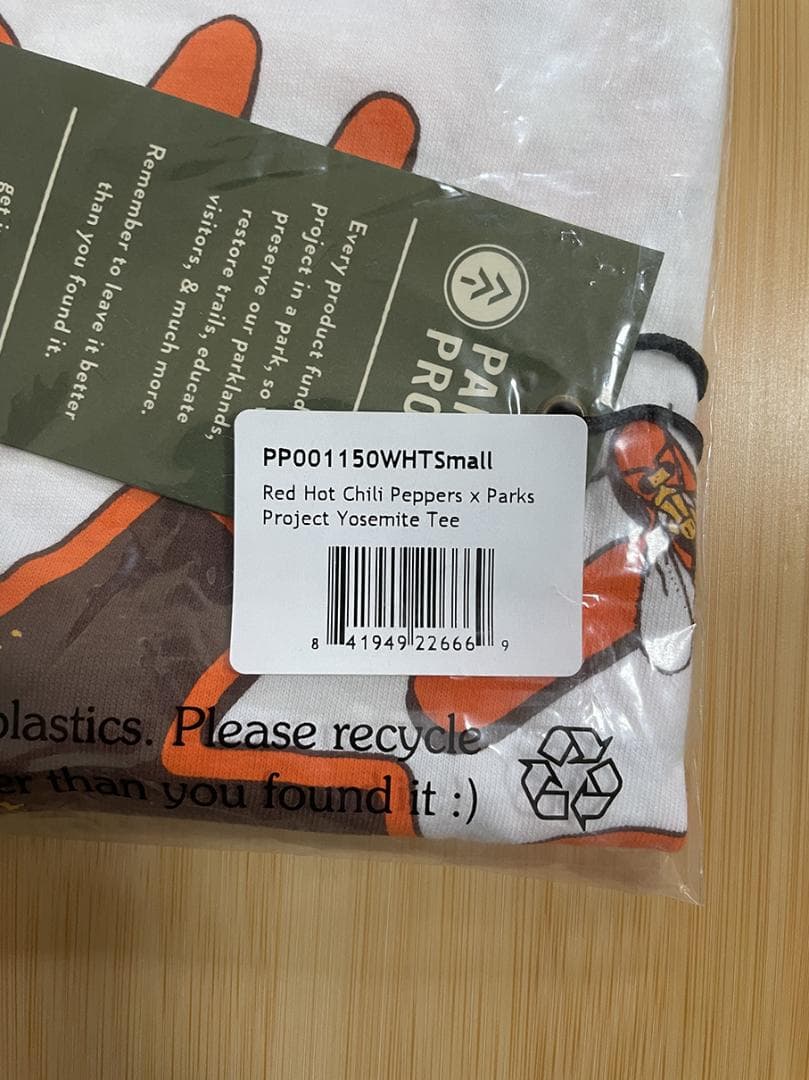 PP001150WHTSmall
Red Hot Chili Peppers x Parks
Project Yosemite Tee
8 41949 22666 9
Every product fund
project in a park, so
preserve our parklands,
restore trails, educate
visitors, & much more.
Remember to leave it better
than you found it.
plastics. Please recycle
than you found it :)